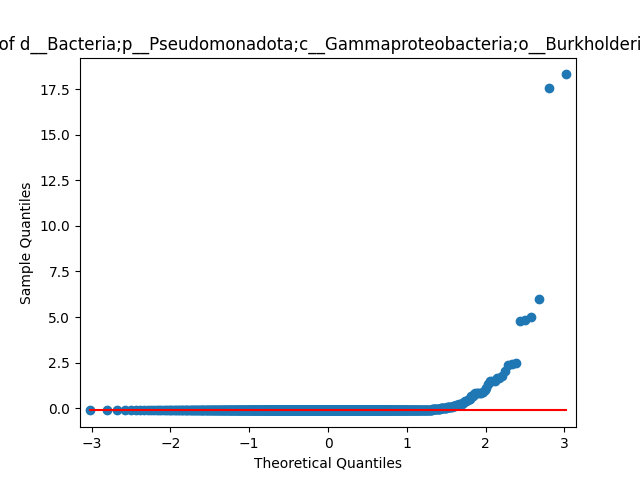 of d__Bacteria;p__Pseudomonadota;c__Gammaproteobacteria;o__Burkholderi
17.5
15.0
12.5
10.0
7.5
5.0
2.5
0.0
Sample Quantiles
−3 −2 −1 0 1 2 3
Theoretical Quantiles